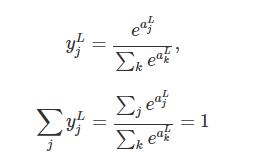 y_j^L = \frac{e^{a_j^L}}{\sum_k e^{a_k^L}},
\sum_j y_j^L = \frac{\sum_j e^{a_j^L}}{\sum_k e^{a_k^L}} = 1